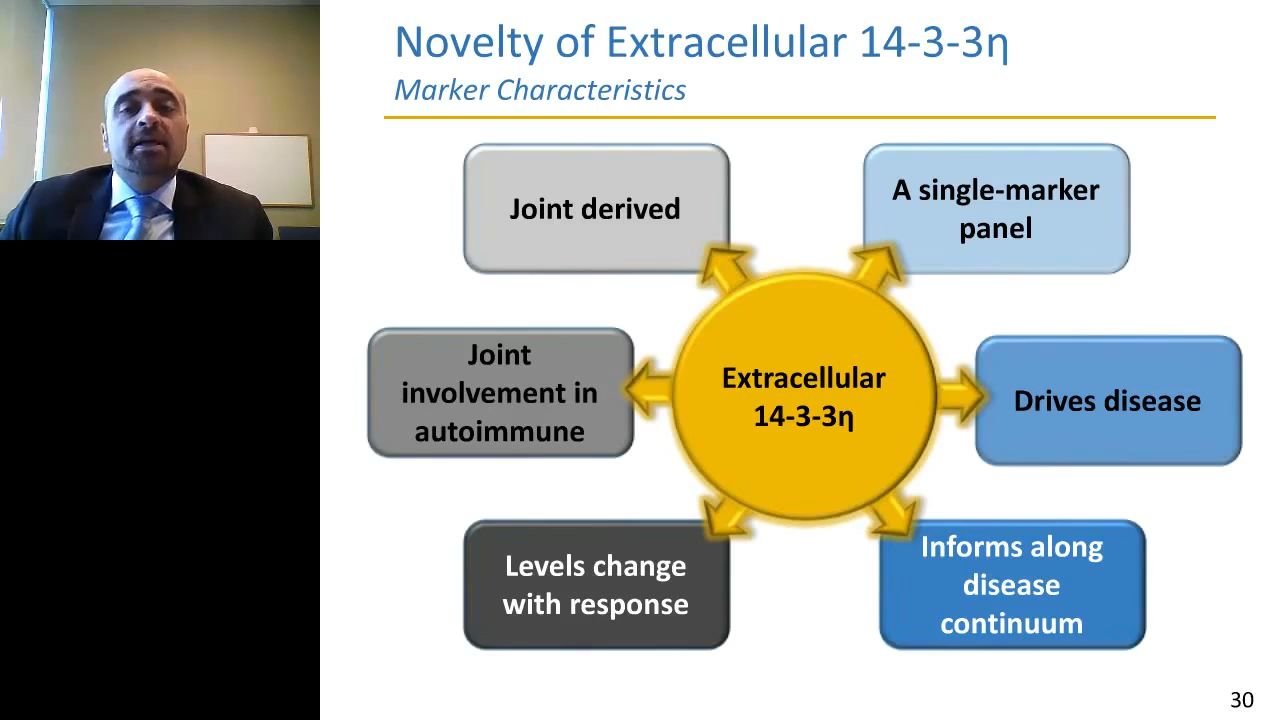 Novelty of Extracellular 14-3-3η
Marker Characteristics
Joint derived
A single-marker
panel
Joint
involvement in
autoimmune
Extracellular
14-3-3η
Drives disease
Levels change
with response
Informs along
disease
continuum
30